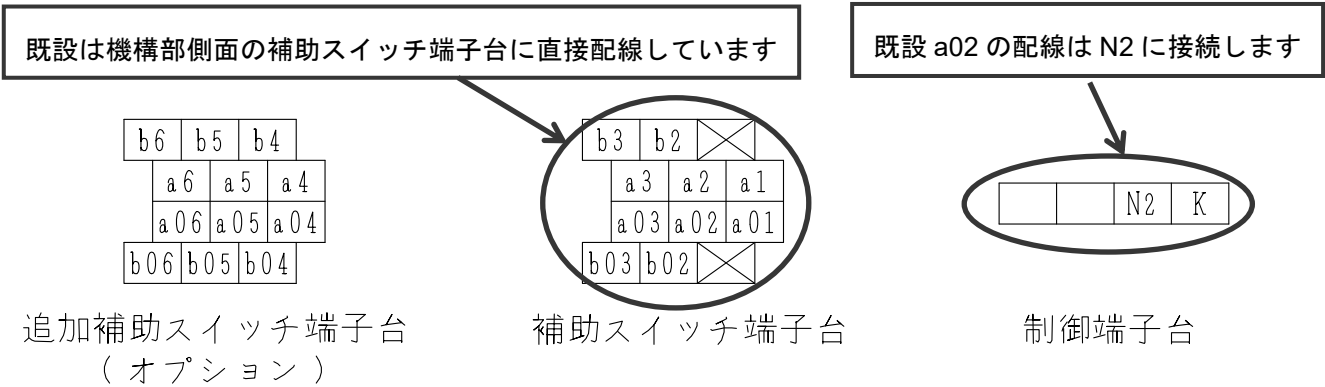 既設は機構部側面の補助スイッチ端子台に直接配線しています
既設 a02 の配線は N2 に接続します
b6 b5 b4
a6 a5 a4
a06 a05 a04
b06 b05 b04
追加補助スイッチ端子台
(オプション)
b3 b2
a3 a2 a1
a03 a02 a01
b03 b02
補助スイッチ端子台
N2 K
制御端子台